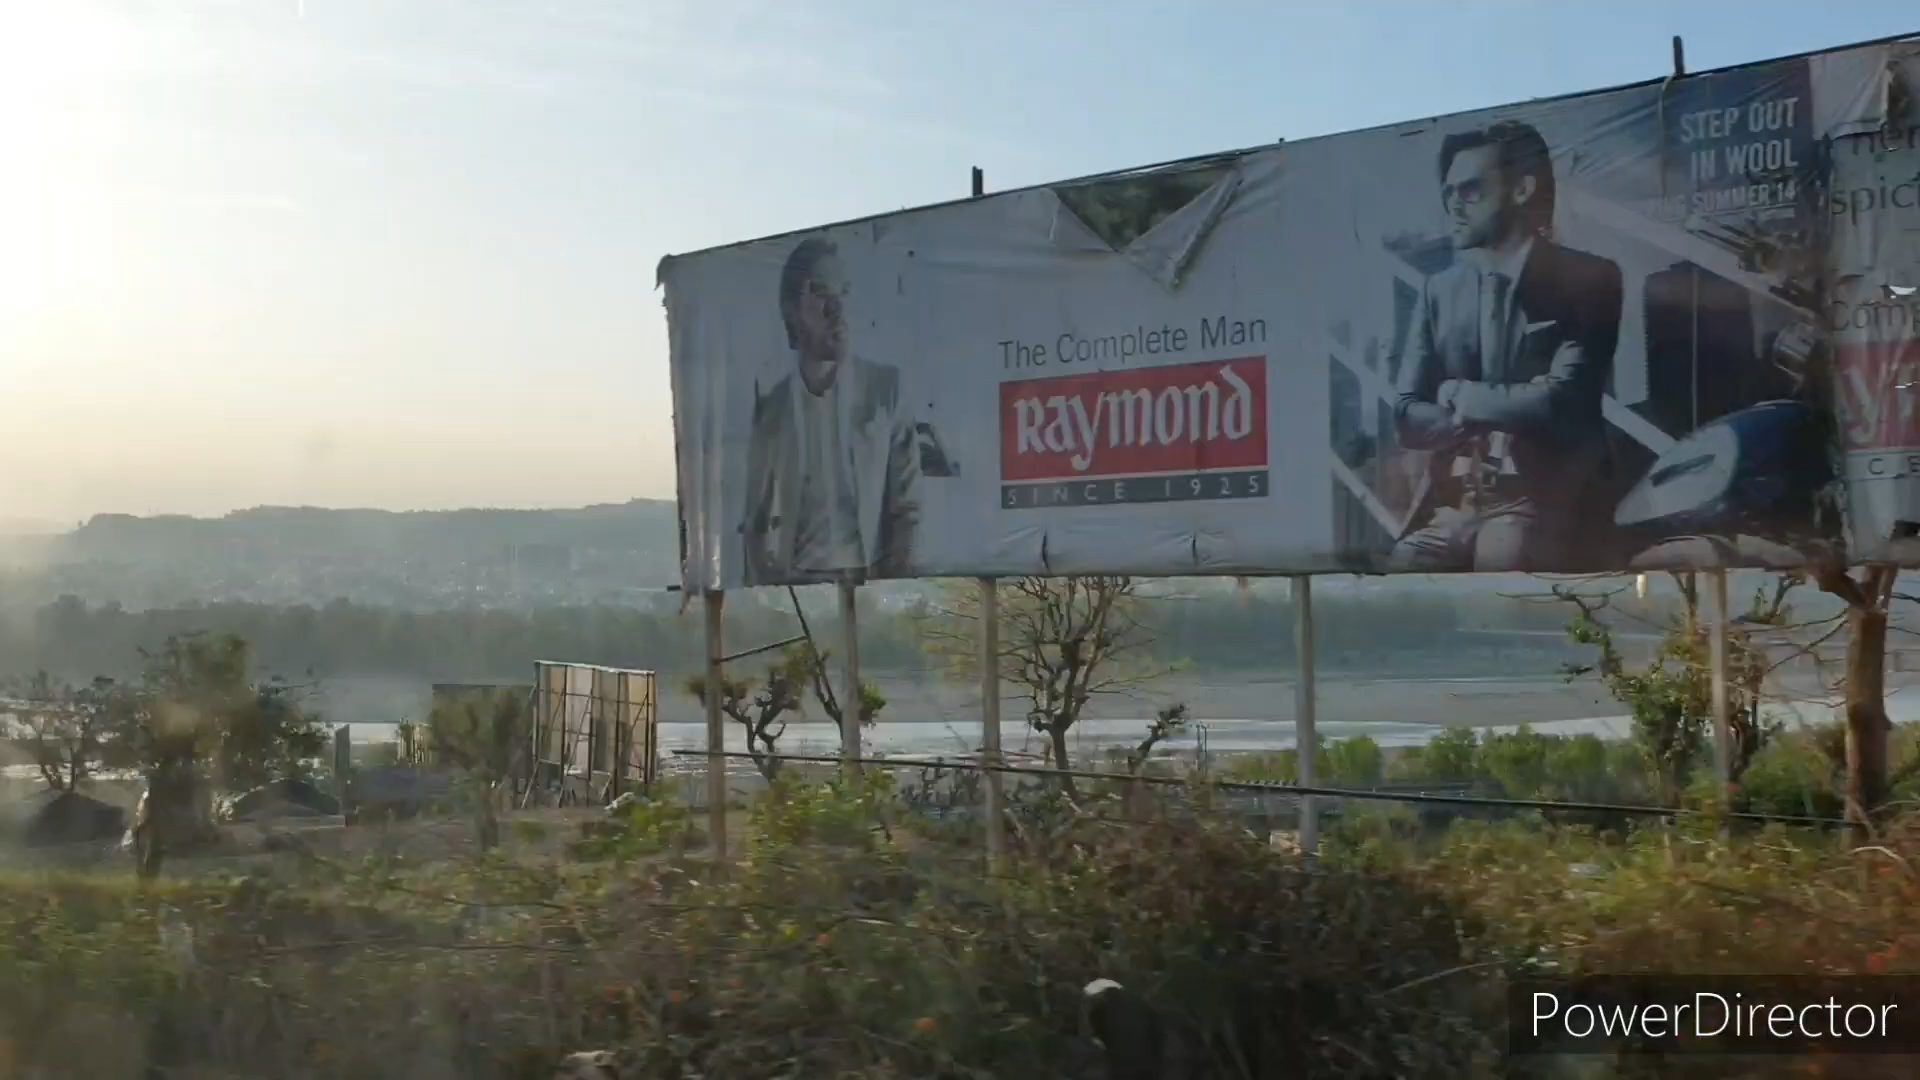 The Complete Man
Raymond
SINCE 1925
STEP OUT
IN WOOL
SUMMER 14
PowerDirector